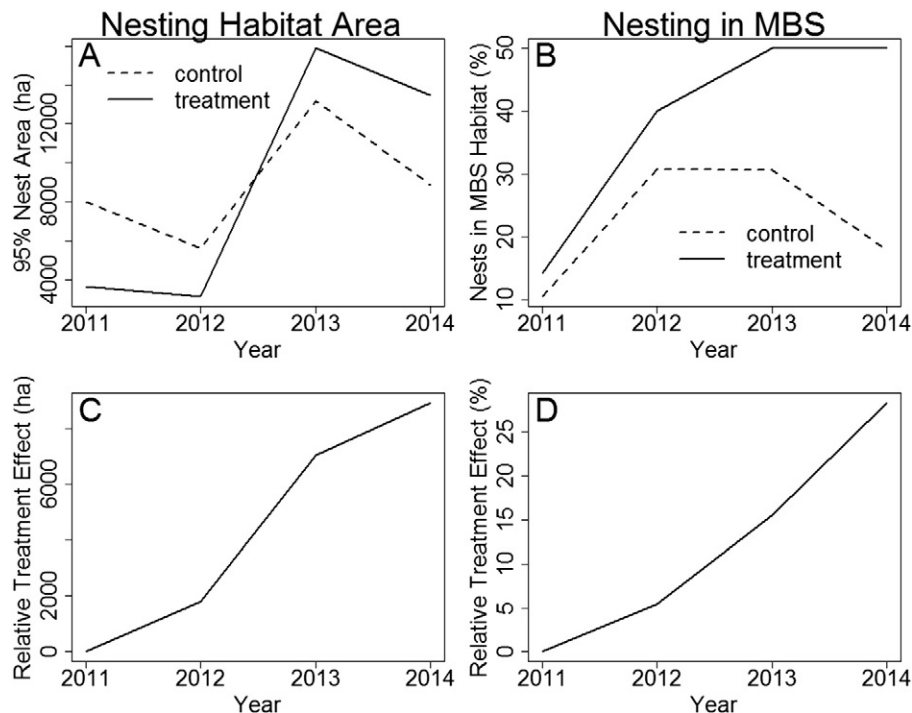 Nesting Habitat Area
A
control
treatment
95% Nest Area (ha)
4000
8000
12000
2011 2012 2013 2014
Year
Nesting in MBS
B
control
treatment
Nests in MBS Habitat (%)
10
20
30
40
50
2011 2012 2013 2014
Year
C
Relative Treatment Effect (ha)
0
2000
6000
2011 2012 2013 2014
Year
D
Relative Treatment Effect (%)
0
5
10
15
20
25
2011 2012 2013 2014
Year